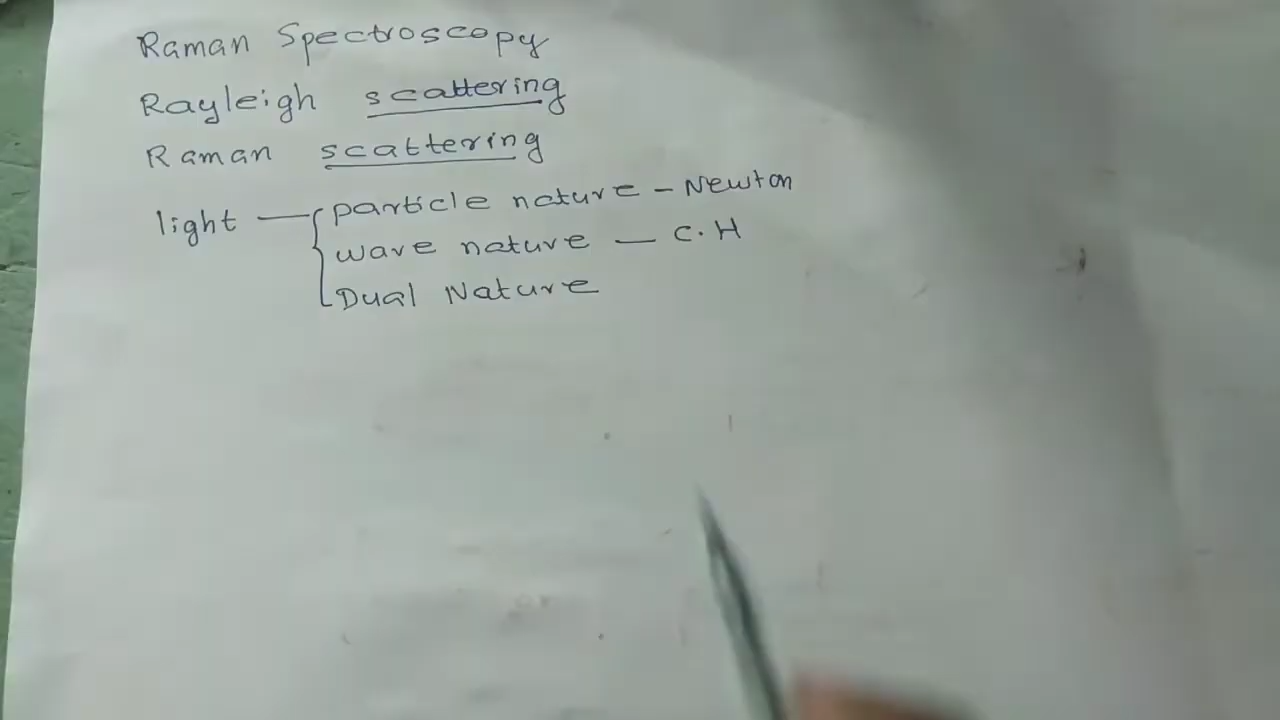 Raman Spectroscopy
Rayleigh scattering
Raman scattering
light — particle nature – Newton
wave nature — C.H
Dual Nature